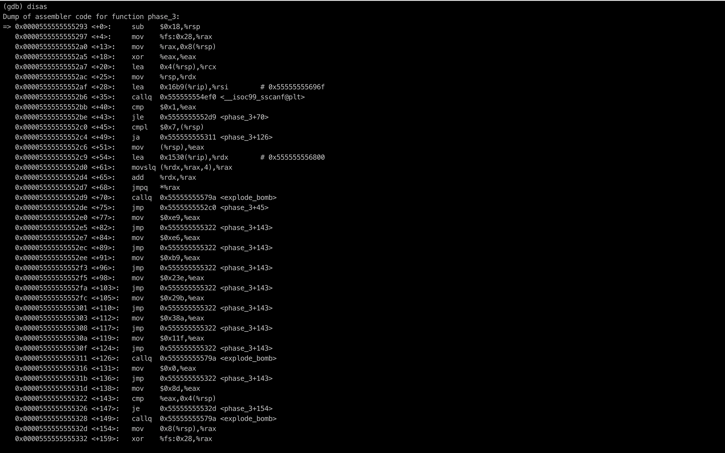 (gdb) disas
Dump of assembler code for function phase_3:
=> 0x0000555555555293 <+0>: sub $0x18,%rsp
0x0000555555555297 <+4>: mov %fs:0x28,%rax
0x00005555555552a0 <+13>: mov %rax,0x8(%rsp)
0x00005555555552a5 <+18>: xor %eax,%eax
0x00005555555552a7 <+20>: lea 0x4(%rsp),%rcx
0x00005555555552ac <+25>: mov %rsp,%rdx
0x00005555555552af <+28>: lea 0x16b9(%rip),%rsi # 0x55555555696f
0x00005555555552b6 <+35>: callq 0x555555554ef0 <__isoc99_sscanf@plt>
0x00005555555552bb <+40>: cmp $0x1,%eax
0x00005555555552be <+43>: jle 0x5555555552d9 <phase_3+70>
0x00005555555552c0 <+45>: cmpl $0x7,(%rsp)
0x00005555555552c4 <+49>: ja 0x555555555311 <phase_3+126>
0x00005555555552c6 <+51>: mov (%rsp),%eax
0x00005555555552c9 <+54>: lea 0x1530(%rip),%rdx # 0x555555556800
0x00005555555552d0 <+61>: movslq (%rdx,%rax,4),%rax
0x00005555555552d4 <+65>: add %rdx,%rax
0x00005555555552d7 <+68>: jmpq *%rax
0x00005555555552d9 <+70>: callq 0x55555555579a <explode_bomb>
0x00005555555552de <+75>: jmp 0x5555555552c0 <phase_3+45>
0x00005555555552e0 <+77>: mov $0xe9,%eax
0x00005555555552e5 <+82>: jmp 0x555555555322 <phase_3+143>
0x00005555555552e7 <+84>: mov $0xe6,%eax
0x00005555555552ec <+89>: jmp 0x555555555322 <phase_3+143>
0x00005555555552ee <+91>: mov $0xb9,%eax
0x00005555555552f3 <+96>: jmp 0x555555555322 <phase_3+143>
0x00005555555552f5 <+98>: mov $0x23e,%eax
0x00005555555552fa <+103>: jmp 0x555555555322 <phase_3+143>
0x00005555555552fc <+105>: mov $0x29b,%eax
0x0000555555555301 <+110>: jmp 0x555555555322 <phase_3+143>
0x0000555555555303 <+112>: mov $0x38a,%eax
0x0000555555555308 <+117>: jmp 0x555555555322 <phase_3+143>
0x000055555555530a <+119>: mov $0x11f,%eax
0x000055555555530f <+124>: jmp 0x555555555322 <phase_3+143>
0x0000555555555311 <+126>: callq 0x55555555579a <explode_bomb>
0x0000555555555316 <+131>: mov $0x0,%eax
0x000055555555531b <+136>: jmp 0x555555555322 <phase_3+143>
0x000055555555531d <+138>: mov $0x8d,%eax
0x0000555555555322 <+143>: cmp %eax,0x4(%rsp)
0x0000555555555326 <+147>: je 0x55555555532d <phase_3+154>
0x0000555555555328 <+149>: callq 0x55555555579a <explode_bomb>
0x000055555555532d <+154>: mov 0x8(%rsp),%rax
0x0000555555555332 <+159>: xor %fs:0x28,%rax